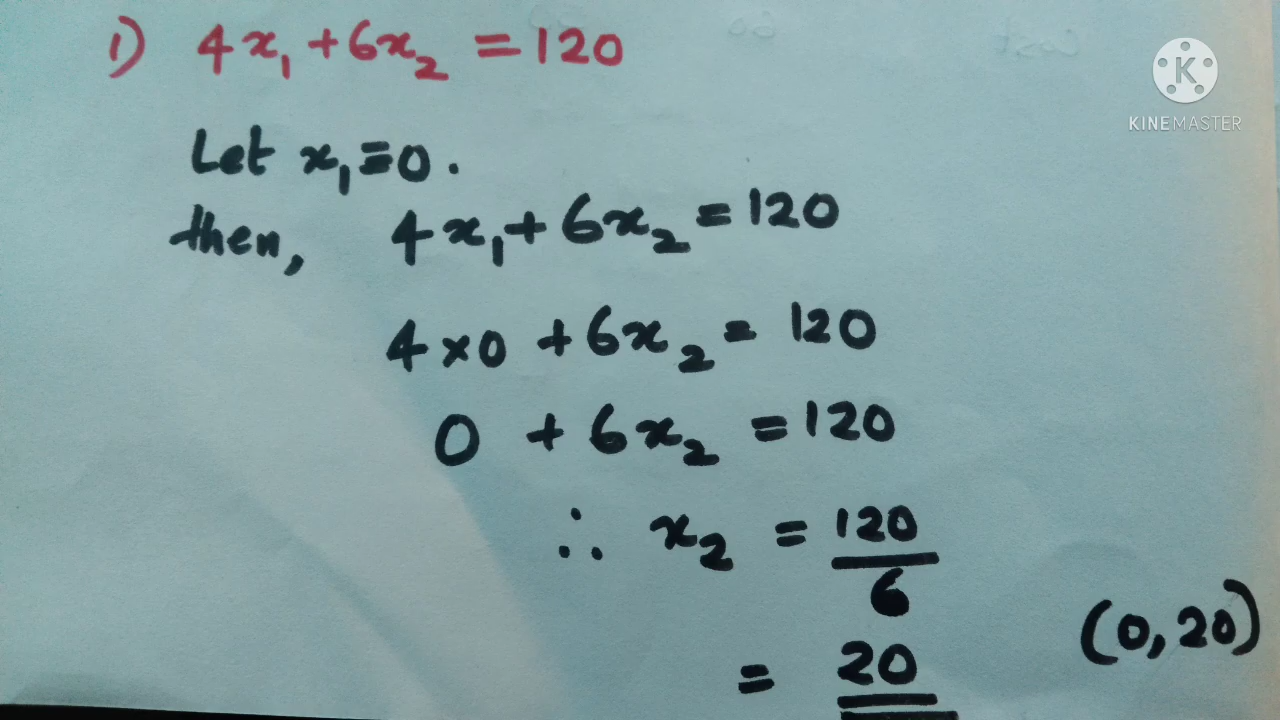 1) 4x₁ + 6x₂ = 120
K
KINEMASTER
Let x₁ = 0.
then, 4x₁ + 6x₂ = 120
4 × 0 + 6x₂ = 120
0 + 6x₂ = 120
∴ x₂ = 120/6
= 20
(0, 20)